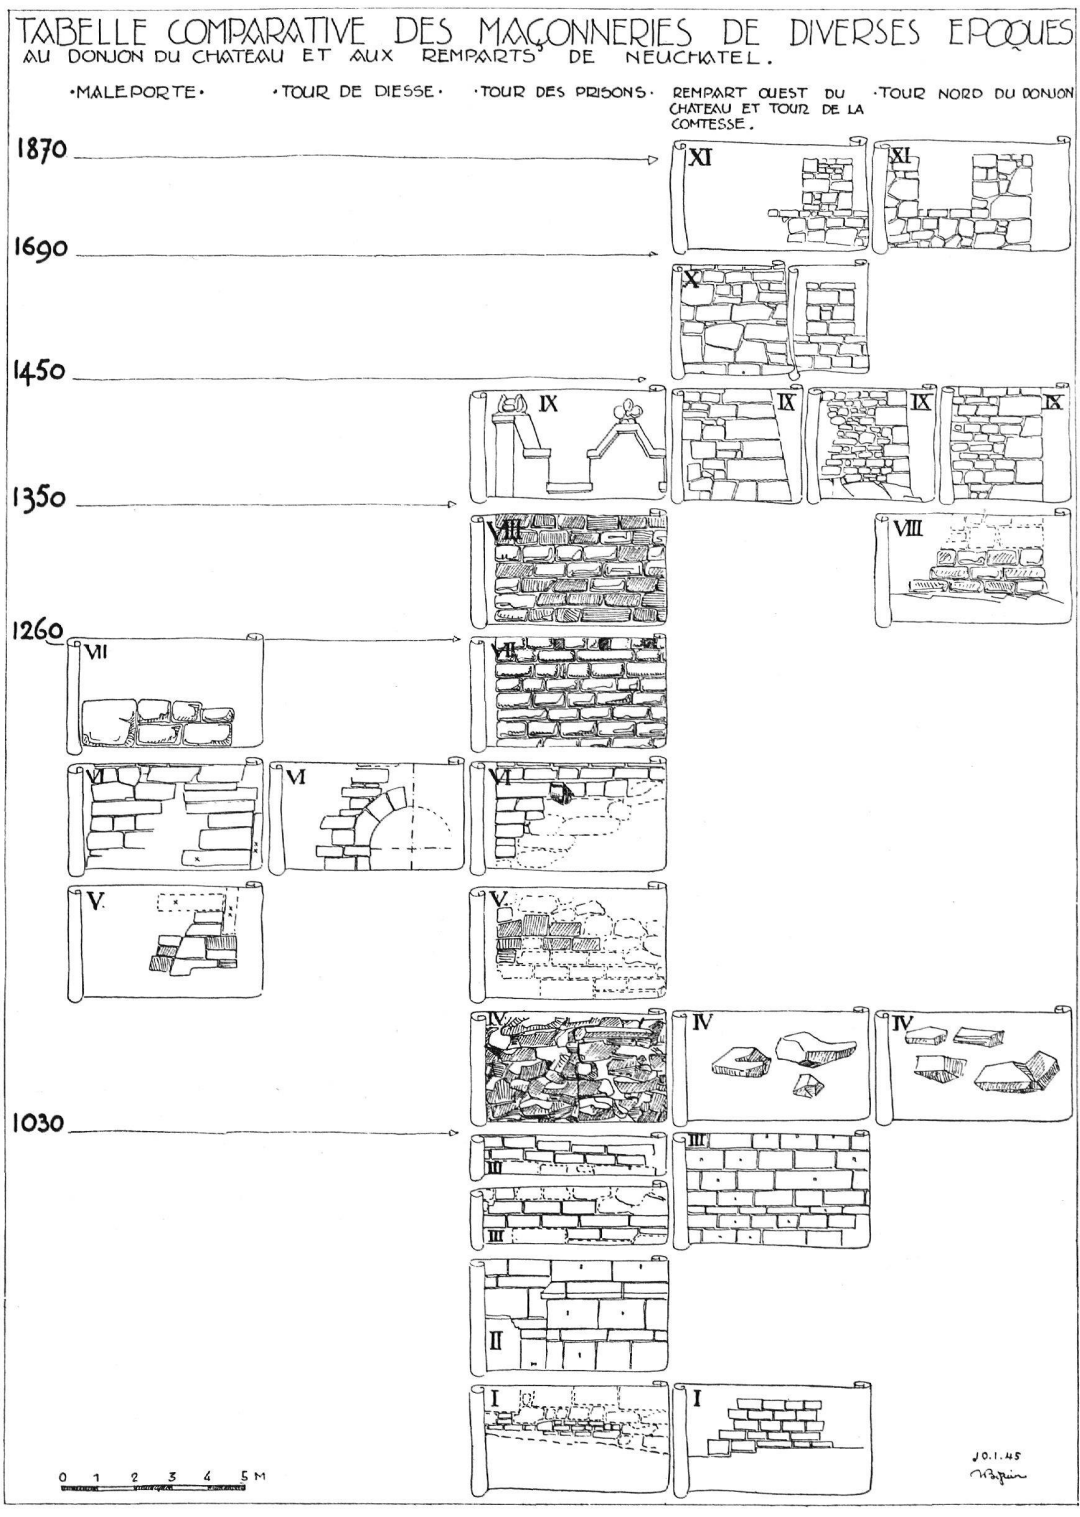 TABELLE COMPARATIVE DES MAÇONNERIES DE DIVERSES EPOQUES
AU DONJON DU CHATEAU ET AUX REMPARTS DE NEUCHATEL.
·MALEPORTE· ·TOUR DE DIESSE· ·TOUR DES PRISONS· REMPART OUEST DU ·TOUR NORD DU DONJON
CHATEAU ET TOUR DE LA
COMTESSE.
1870
XI XI
1690
X
1450
IX IX IX IX
1350
VIII VIII
1260
VII VII
VI VI VI
V. V.
IV IV IV
1030
III III
III
II
I I
10.1.45
0 1 2 3 4 5 M